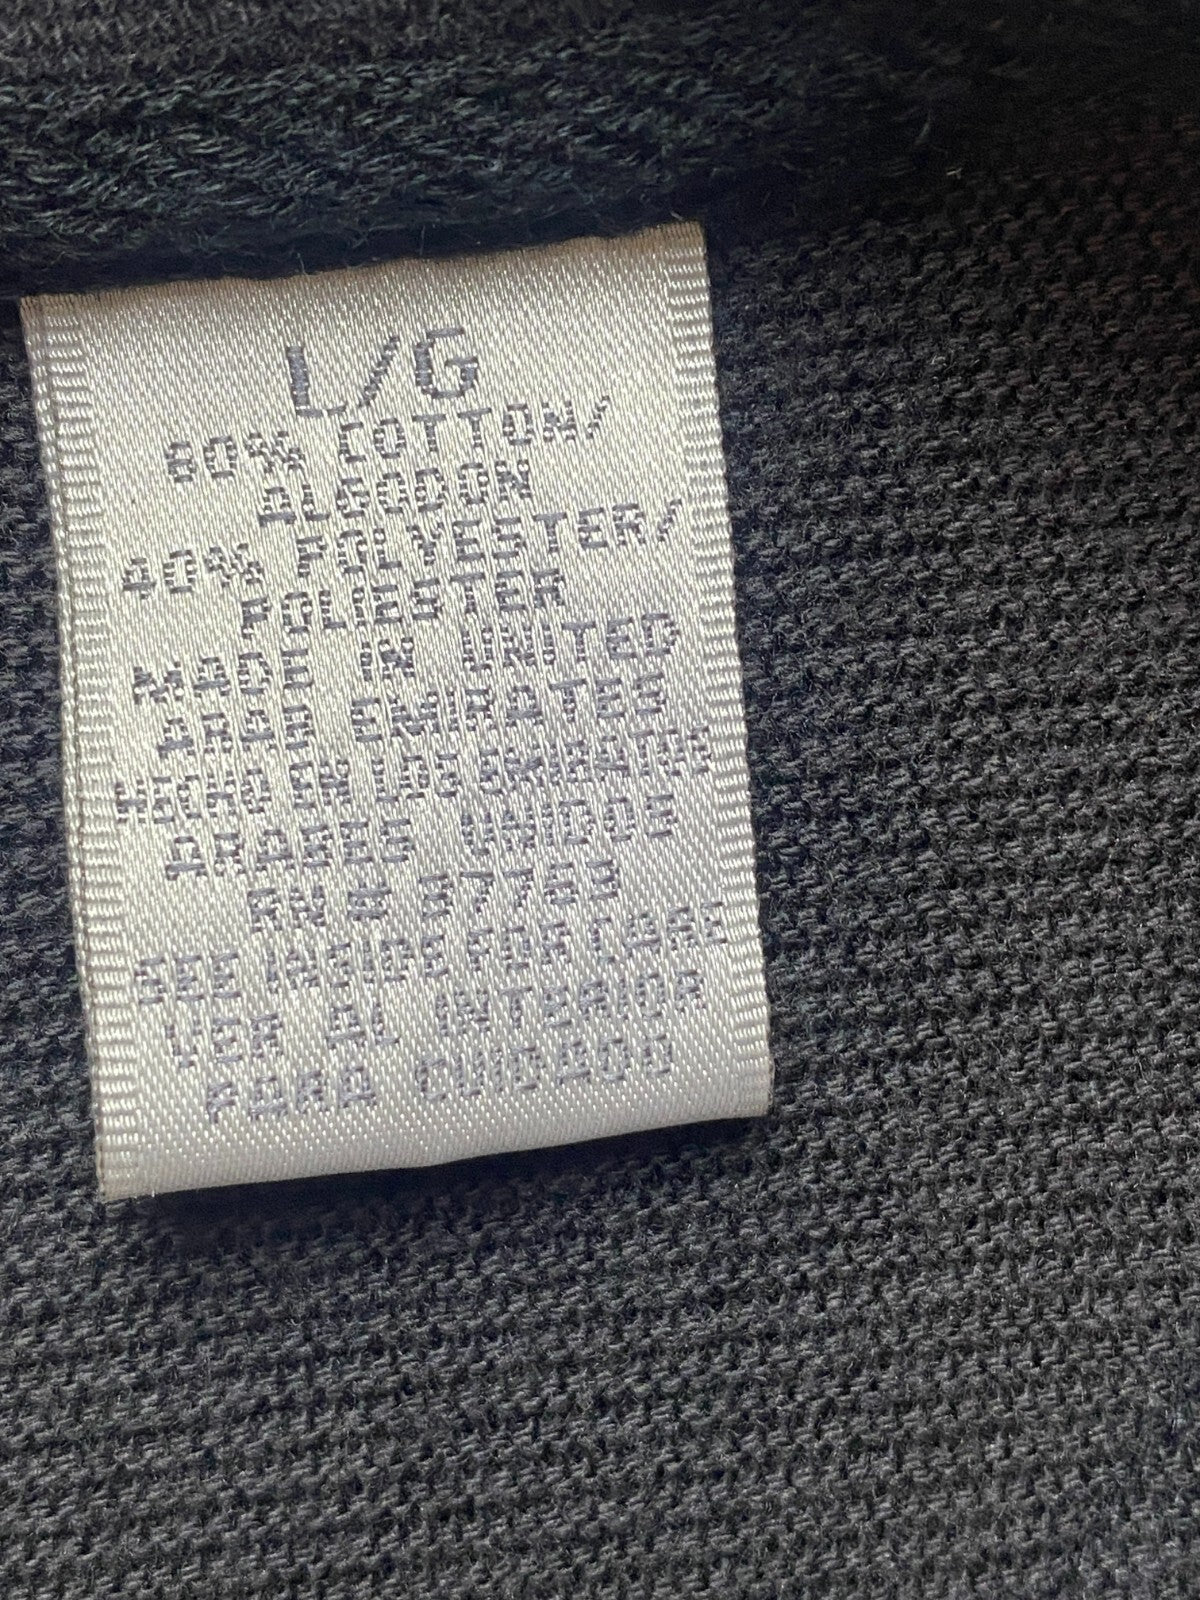 L/G
60% COTTON/
ALGODON
40% POLYESTER/
POLIESTER
MADE IN UNITED
ARAB EMIRATES
HECHO EN LOS EMIRATOS
ARABES UNIDOS
RN# 37763
SEE INSIDE FOR CARE
VER AL INTERIOR
PARA CUIDADO